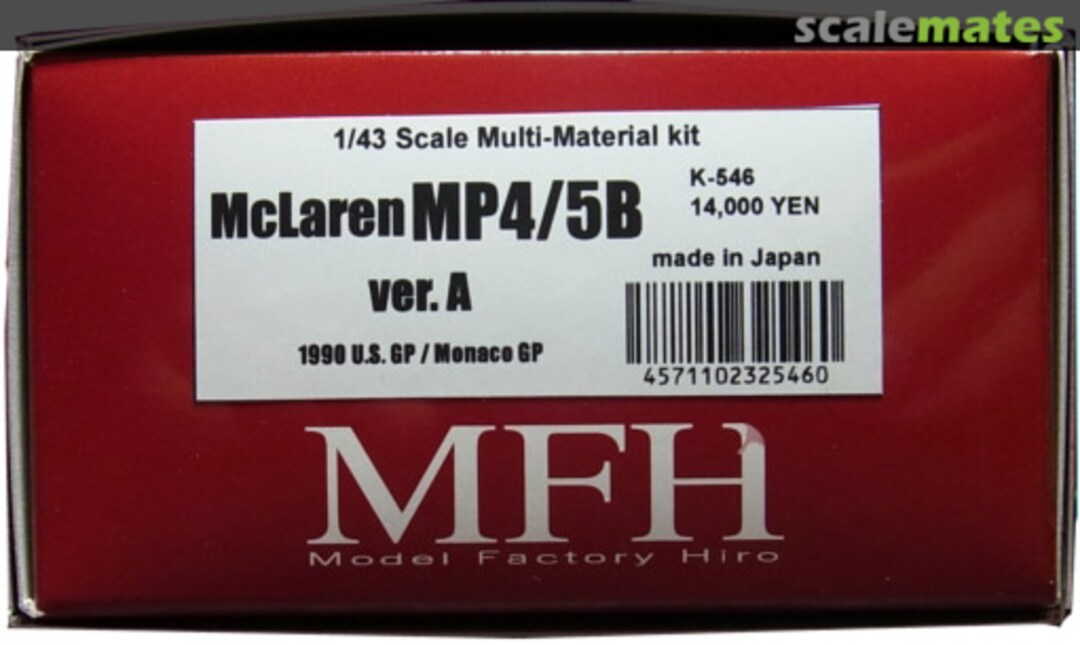 scalemates
1/43 Scale Multi-Material kit
McLaren MP4/5B
K-546
14,000 YEN
made in Japan
ver. A
1990 U.S. GP / Monaco GP
4571102325460
MFH
Model Factory Hiro